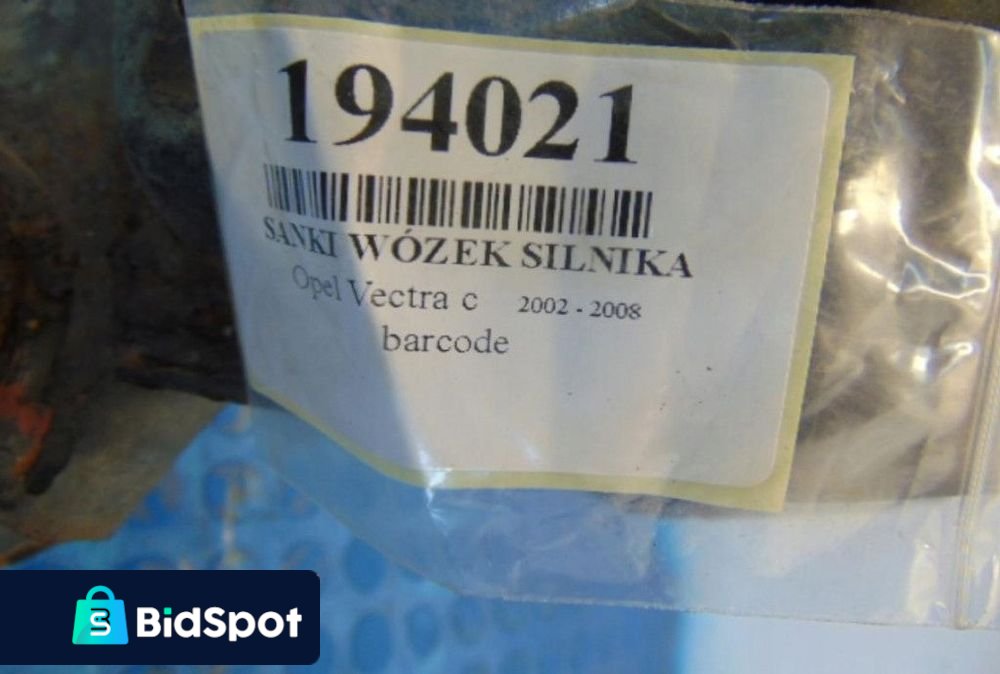 194021
SANKI WÓZEK SILNIKA
Opel Vectra c 2002 - 2008
barcode
BidSpot